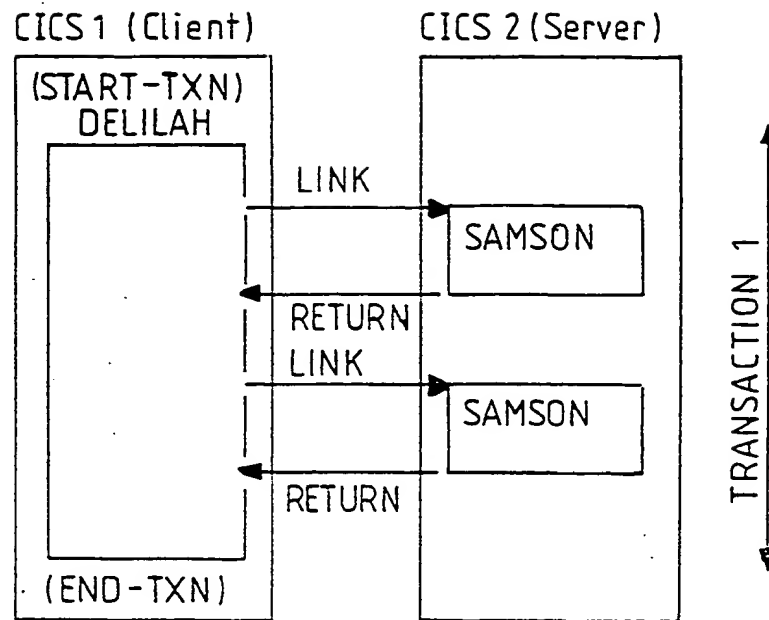 CICS 1 (Client)
CICS 2 (Server)
(START-TXN)
DELILAH
LINK
SAMSON
RETURN
LINK
SAMSON
RETURN
(END-TXN)
TRANSACTION 1